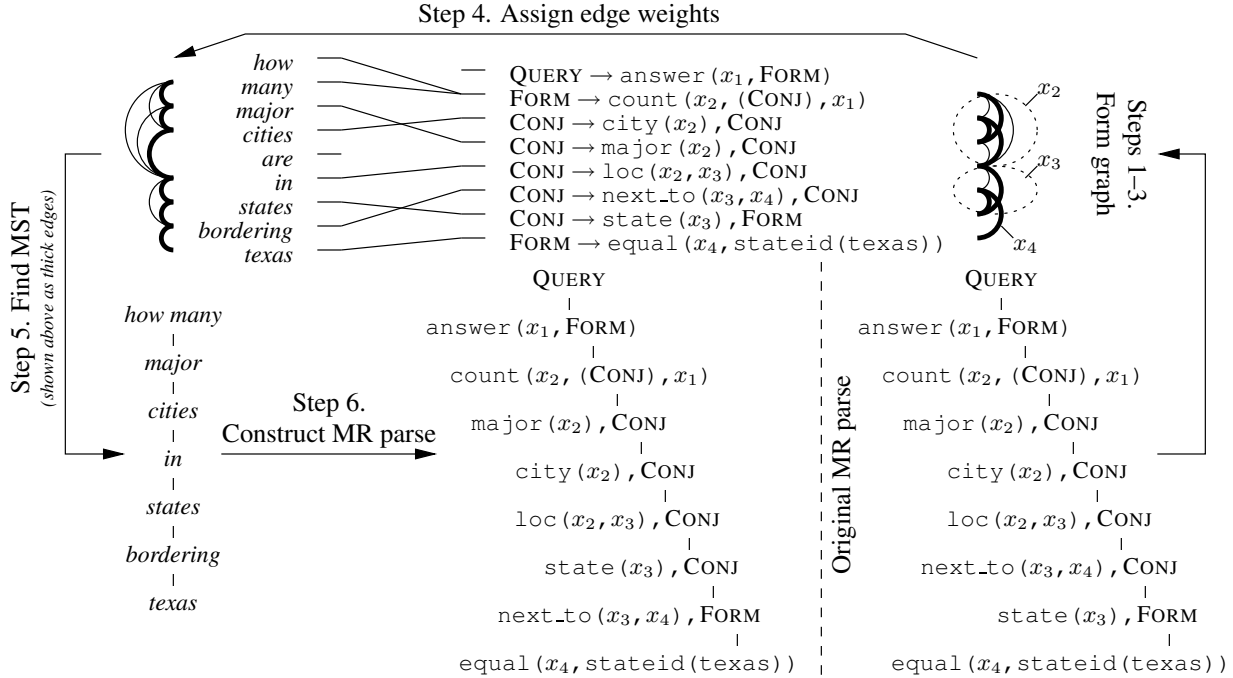 Step 4. Assign edge weights
how
many
major
cities
are
in
states
bordering
texas
QUERY → answer(x1, FORM)
FORM → count(x2, (CONJ), x1)
CONJ → city(x2), CONJ
CONJ → major(x2), CONJ
CONJ → loc(x2, x3), CONJ
CONJ → next_to(x3, x4), CONJ
CONJ → state(x3), FORM
FORM → equal(x4, stateid(texas))
x2
x3
x4
Steps 1–3.
Form graph
Step 5. Find MST
(shown above as thick edges)
how many
major
cities
in
states
bordering
texas
Step 6.
Construct MR parse
QUERY
answer(x1, FORM)
count(x2, (CONJ), x1)
major(x2), CONJ
city(x2), CONJ
loc(x2, x3), CONJ
state(x3), CONJ
next_to(x3, x4), FORM
equal(x4, stateid(texas))
Original MR parse
QUERY
answer(x1, FORM)
count(x2, (CONJ), x1)
major(x2), CONJ
city(x2), CONJ
loc(x2, x3), CONJ
next_to(x3, x4), CONJ
state(x3), FORM
equal(x4, stateid(texas))